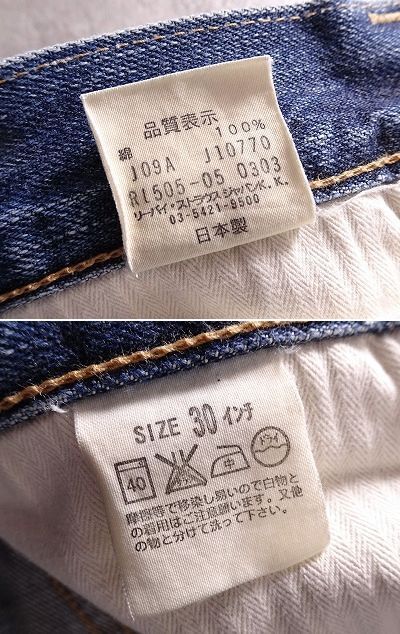 品質表示
綿 100%
J09A J10770
RL505-05 0303
リーバイ・ストラウス ジャパンK.K.
03-5421-9500
日本製
SIZE 30 インチ
40 中 ドライ
摩擦等で移染し易いので白物と
の着用はご注意願います。又他
の物と分けて洗って下さい。